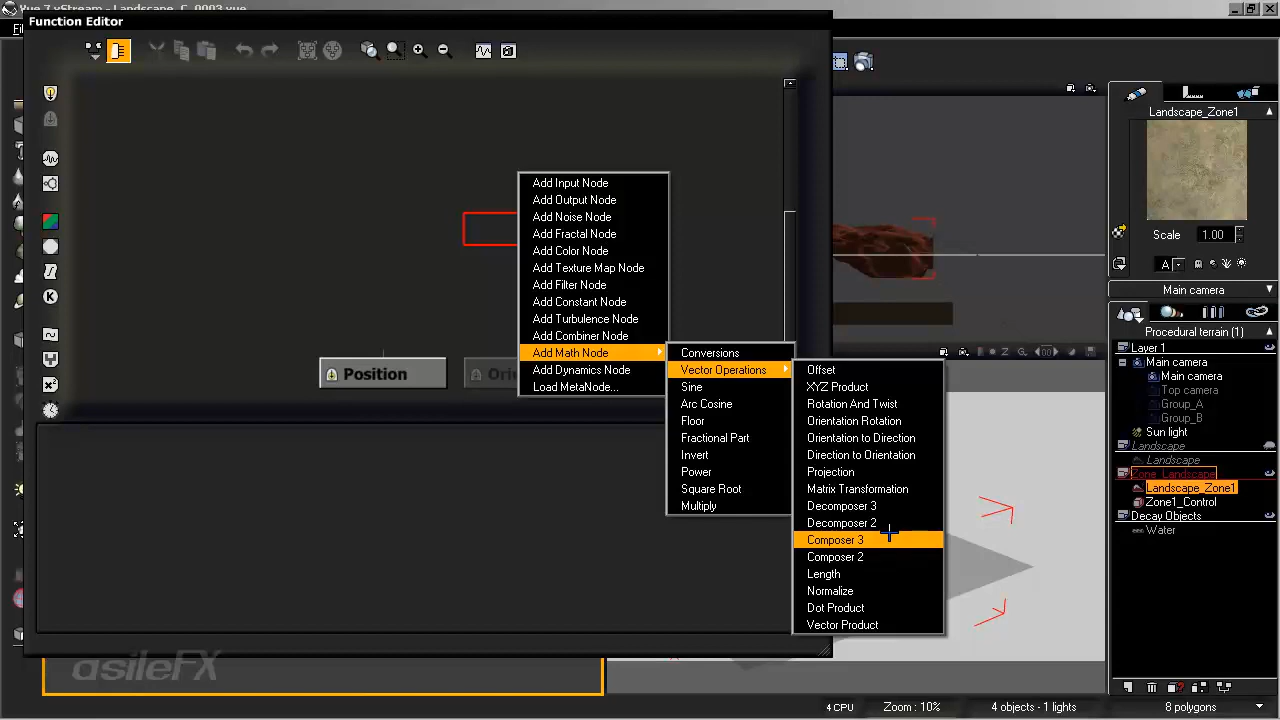 Vue 7 xStream - Landscape_C_0003.vue
Function Editor
Add Input Node
Add Output Node
Add Noise Node
Add Fractal Node
Add Color Node
Add Texture Map Node
Add Filter Node
Add Constant Node
Add Turbulence Node
Add Combiner Node
Add Math Node
Add Dynamics Node
Load MetaNode...
Conversions
Vector Operations
Sine
Arc Cosine
Floor
Fractional Part
Invert
Power
Square Root
Multiply
Offset
XYZ Product
Rotation And Twist
Orientation Rotation
Orientation to Direction
Direction to Orientation
Projection
Matrix Transformation
Decomposer 3
Decomposer 2
Composer 3
Composer 2
Length
Normalize
Dot Product
Vector Product
Position
Ori
asileFX
Landscape_Zone1
Scale 1.00
A
Main camera
Procedural terrain (1)
Layer 1
Main camera
Main camera
Top camera
Group_A
Group_B
Sun light
Landscape
Landscape
Zone_Landscape
Landscape_Zone1
Zone1_Control
Decay Objects
Water
4 CPU
Zoom : 10%
4 objects - 1 lights
8 polygons